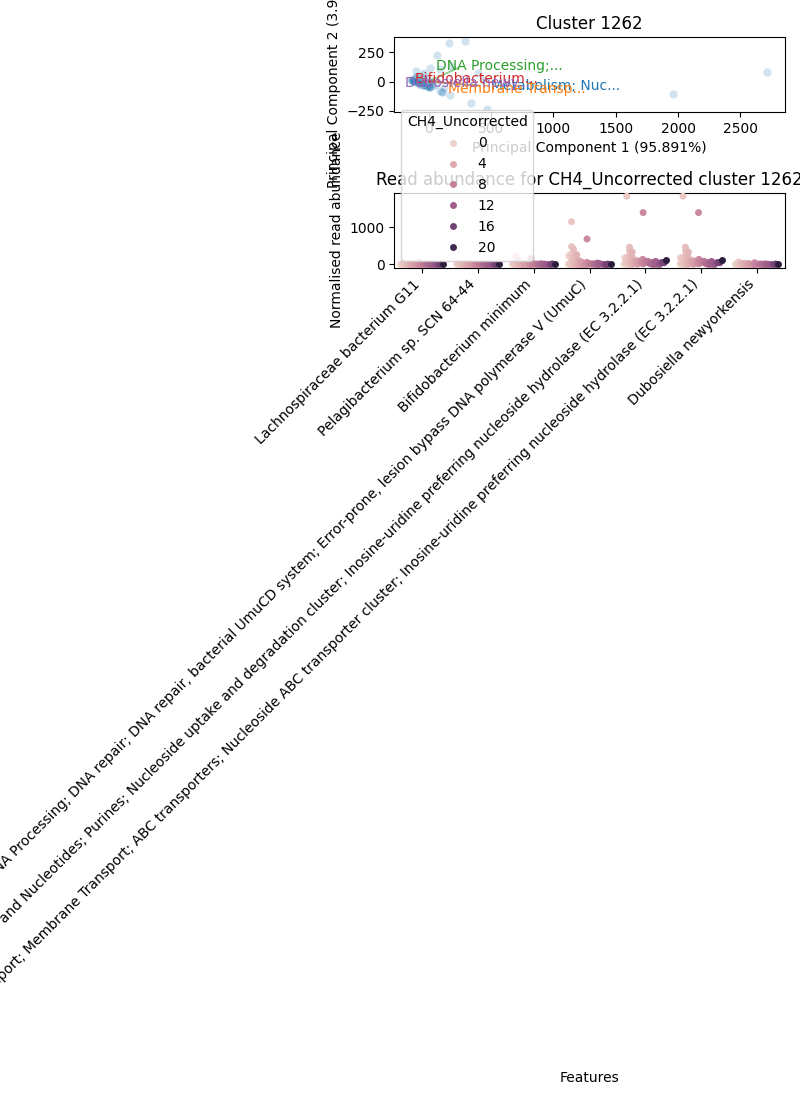 Cluster 1262
Principal Component 2 (3.9
250
0
−250
DNA Processing;...
Bifidobacterium...
Metabolism; Nuc...
Membrane Transp...
0
500
1000
1500
2000
2500
Principal Component 1 (95.891%)
CH4_Uncorrected
0
4
8
12
16
20
Read abundance for CH4_Uncorrected cluster 1262
Normalised read abundance
1000
0
Lachnospiraceae bacterium G11
Pelagibacterium sp. SCN 64-44
Bifidobacterium minimum
NA Processing; DNA repair; DNA repair, bacterial UmuCD system; Error-prone, lesion bypass DNA polymerase V (UmuC)
and Nucleotides; Purines; Nucleoside uptake and degradation cluster; Inosine-uridine preferring nucleoside hydrolase (EC 3.2.2.1)
port; Membrane Transport; ABC transporters; Nucleoside ABC transporter cluster; Inosine-uridine preferring nucleoside hydrolase (EC 3.2.2.1)
Dubosiella newyorkensis
Features